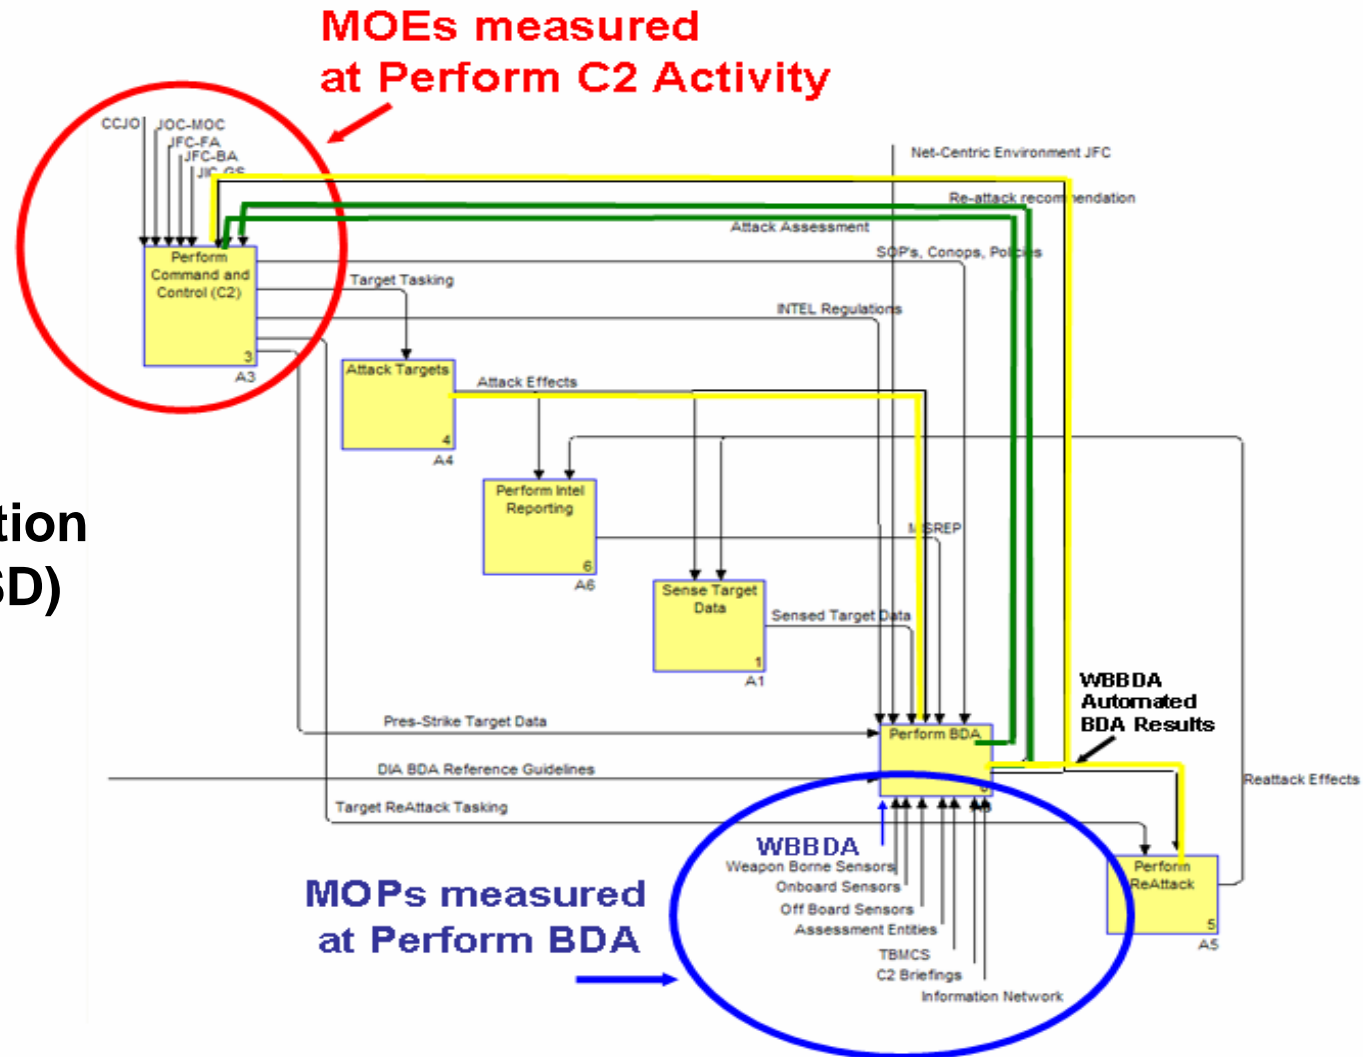 MOEs measured
at Perform C2 Activity
CCJO
JOC-MOC
JFC-FA
JFC-BA
JIC-GS
Net-Centric Environment JFC
Re-attack recommendation
Attack Assessment
SOP's, Conops, Policies
Perform
Command and
Control (C2)
3
A3
Target Tasking
INTEL Regulations
Attack Targets
4
A4
Attack Effects
Perform Intel
Reporting
6
A6
MISREP
tion
SD)
Sense Target
Data
1
A1
Sensed Target Data
WBBDA
Automated
BDA Results
Pres-Strike Target Data
Perform BDA
DIA BDA Reference Guidelines
Reattack Effects
Target ReAttack Tasking
WBBDA
Weapon Borne Sensors
Onboard Sensors
Off Board Sensors
Assessment Entities
TBMCS
C2 Briefings
Information Network
MOPs measured
at Perform BDA
Perform
ReAttack
5
A5